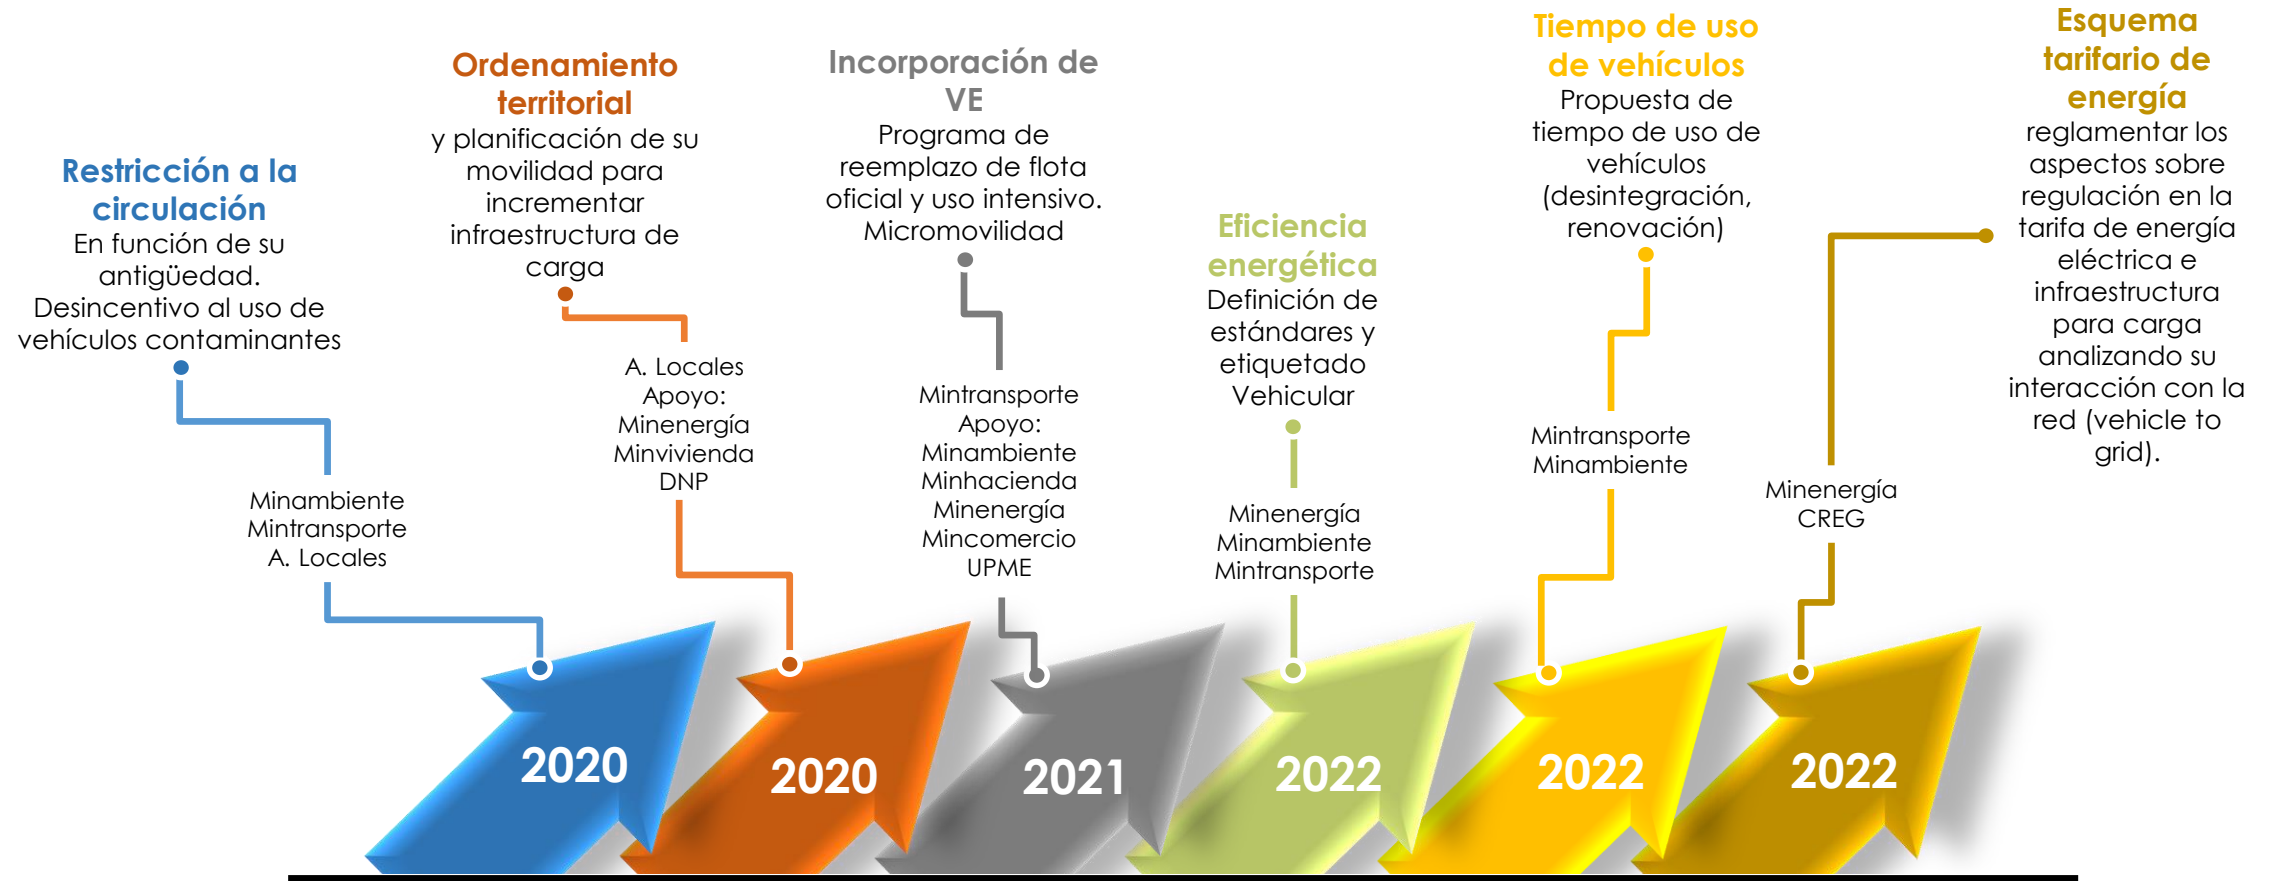 Restricción a la
circulación
En función de su
antigüedad.
Desincentivo al uso de
vehículos contaminantes
Minambiente
Mintransporte
A. Locales
2020
Ordenamiento
territorial
y planificación de su
movilidad para
incrementar
infraestructura de
carga
A. Locales
Apoyo:
Minenergía
Minvivienda
DNP
2020
Incorporación de
VE
Programa de
reemplazo de flota
oficial y uso intensivo.
Micromovilidad
Mintransporte
Apoyo:
Minambiente
Minhacienda
Minenergía
Mincomercio
UPME
2021
Eficiencia
energética
Definición de
estándares y
etiquetado
Vehicular
Minenergía
Minambiente
Mintransporte
2022
Tiempo de uso
de vehículos
Propuesta de
tiempo de uso de
vehículos
(desintegración,
renovación)
Mintransporte
Minambiente
2022
Esquema
tarifario de
energía
reglamentar los
aspectos sobre
regulación en la
tarifa de energía
eléctrica e
infraestructura
para carga
analizando su
interacción con la
red (vehicle to
grid).
Minenergía
CREG
2022